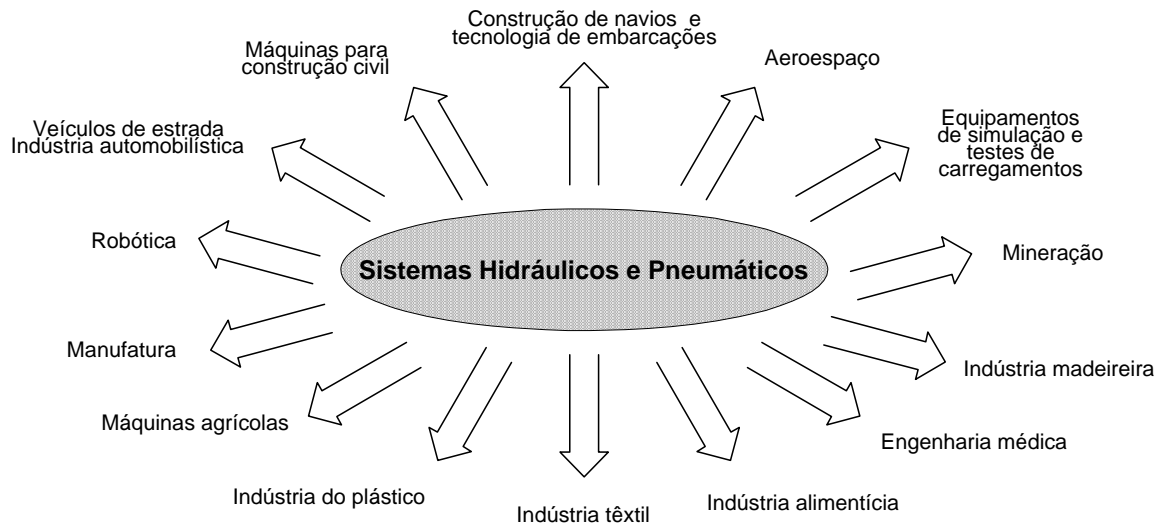 Construção de navios e
tecnologia de embarcações
Máquinas para
construção civil
Aeroespaço
Veículos de estrada
Indústria automobilística
Equipamentos
de simulação e
testes de
carregamentos
Robótica
Mineração
Sistemas Hidráulicos e Pneumáticos
Manufatura
Indústria madeireira
Máquinas agrícolas
Engenharia médica
Indústria do plástico
Indústria têxtil
Indústria alimentícia